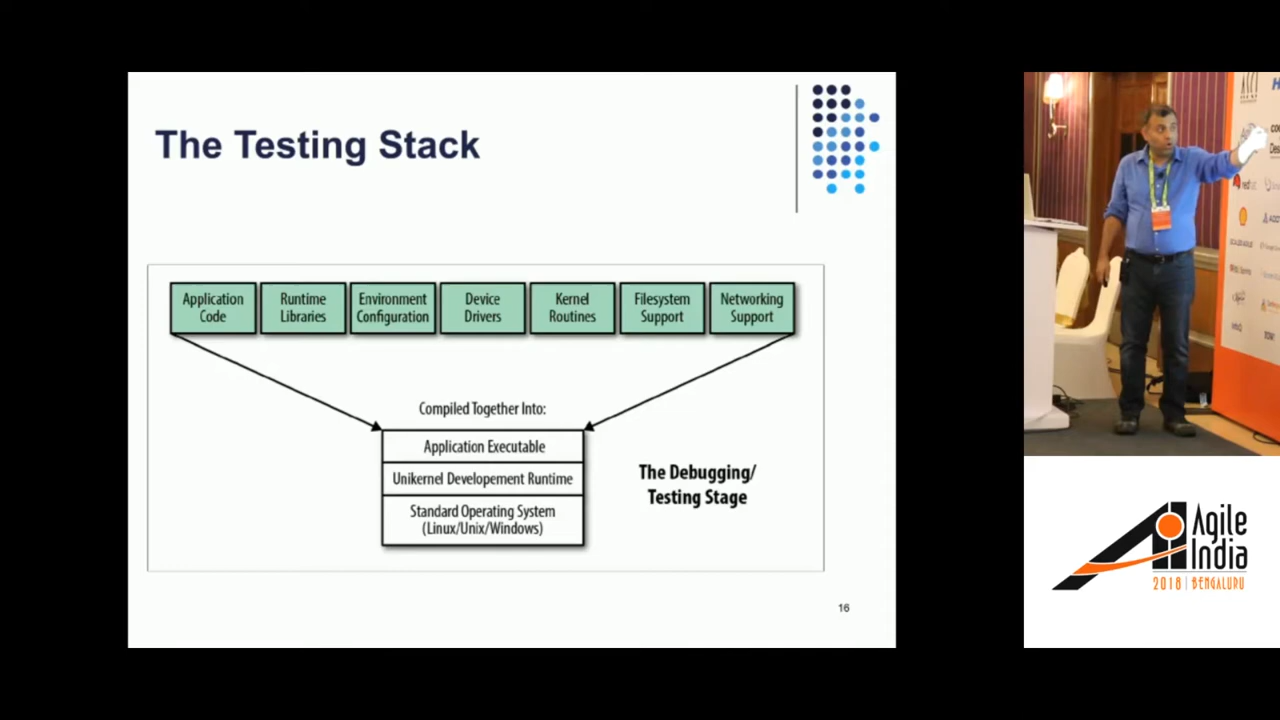 The Testing Stack
Application
Code
Runtime
Libraries
Environment
Configuration
Device
Drivers
Kernel
Routines
Filesystem
Support
Networking
Support
Compiled Together Into:
Application Executable
Unikernel Developement Runtime
Standard Operating System
(Linux/Unix/Windows)
The Debugging/
Testing Stage
16
redhat
Agile
India
2018 | BENGALURU